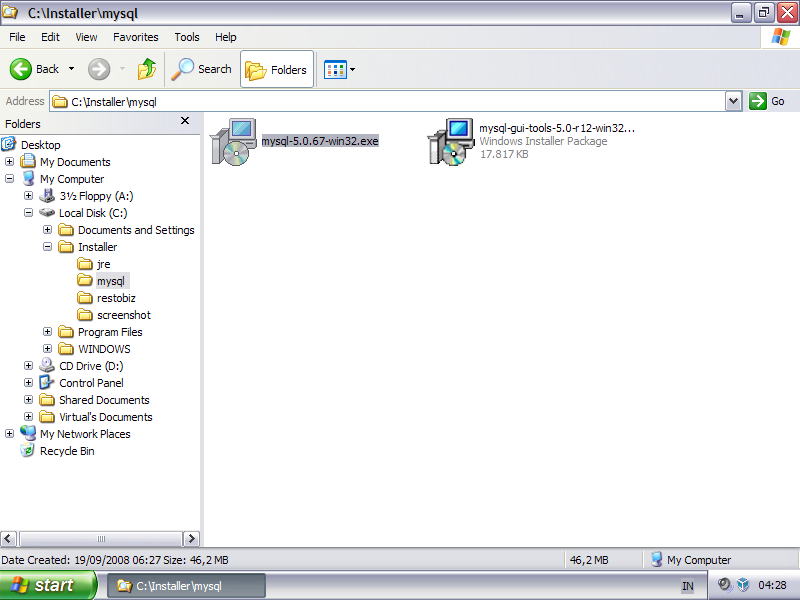 C:\Installer\mysql
File Edit View Favorites Tools Help
Back Search Folders
Address C:\Installer\mysql Go
Folders
Desktop
My Documents
My Computer
3½ Floppy (A:)
Local Disk (C:)
Documents and Settings
Installer
jre
mysql
restobiz
screenshot
Program Files
WINDOWS
CD Drive (D:)
Control Panel
Shared Documents
Virtual's Documents
My Network Places
Recycle Bin
mysql-5.0.67-win32.exe
mysql-gui-tools-5.0-r12-win32...
Windows Installer Package
17.817 KB
Date Created: 19/09/2008 06:27 Size: 46,2 MB 46,2 MB My Computer
start C:\Installer\mysql IN 04:28